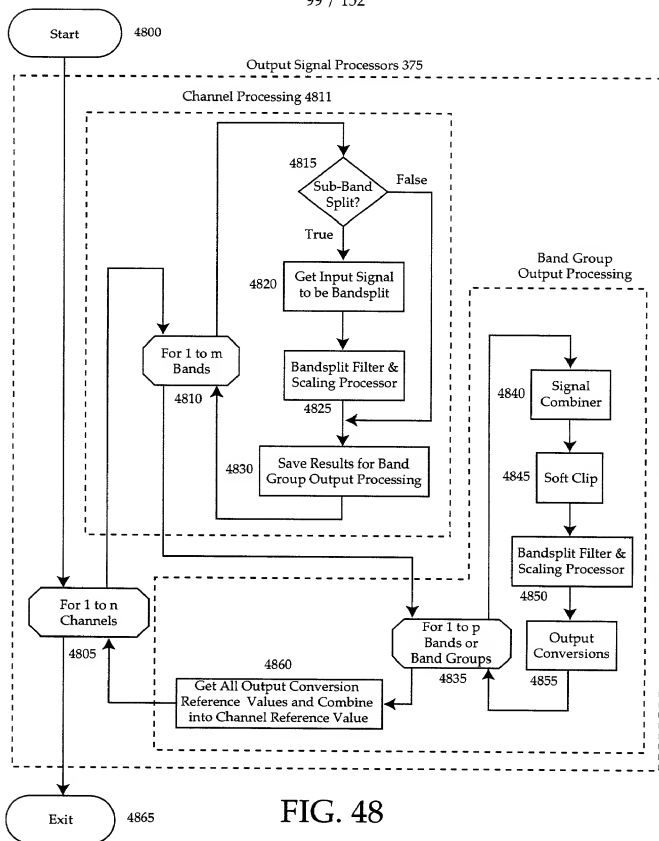 99 / 152
Start
4800
Output Signal Processors 375
Channel Processing 4811
4815
Sub-Band
Split?
False
True
4820
Get Input Signal
to be Bandsplit
Band Group
Output Processing
For 1 to m
Bands
4810
Bandsplit Filter &
Scaling Processor
4825
4840
Signal
Combiner
4830
Save Results for Band
Group Output Processing
4845
Soft Clip
Bandsplit Filter &
Scaling Processor
4850
For 1 to n
Channels
4805
For 1 to p
Bands or
Band Groups
4835
Output
Conversions
4855
4860
Get All Output Conversion
Reference Values and Combine
into Channel Reference Value
Exit
4865
FIG. 48